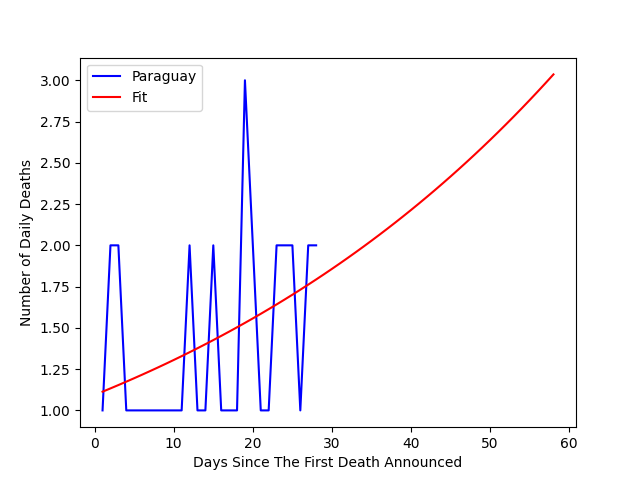 Paraguay
Fit
3.00
2.75
2.50
2.25
2.00
1.75
1.50
1.25
1.00
Number of Daily Deaths
0 10 20 30 40 50 60
Days Since The First Death Announced